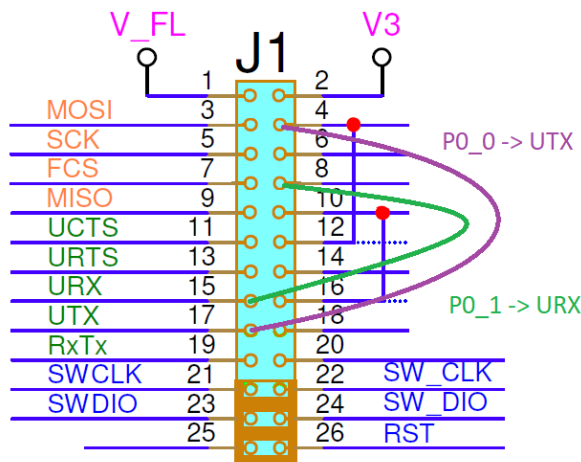 V_FL J1 V3
1 2
MOSI 3 4
SCK 5 6 P0_0 -> UTX
FCS 7 8
MISO 9 10
UCTS 11 12
URTS 13 14
URX 15 16 P0_1 -> URX
UTX 17 18
RxTx 19 20
SWCLK 21 22 SW_CLK
SWDIO 23 24 SW_DIO
25 26 RST